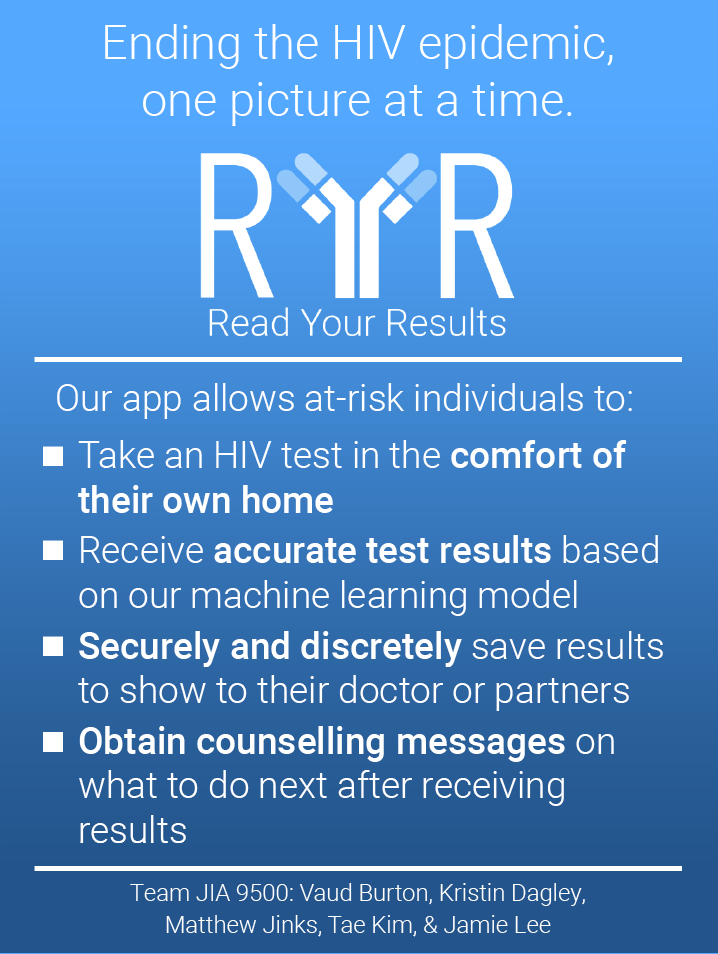 Ending the HIV epidemic,
one picture at a time.
RYR
Read Your Results
Our app allows at-risk individuals to:
Take an HIV test in the comfort of
their own home
Receive accurate test results based
on our machine learning model
Securely and discretely save results
to show to their doctor or partners
Obtain counselling messages on
what to do next after receiving
results
Team JIA 9500: Vaud Burton, Kristin Dagley,
Matthew Jinks, Tae Kim, & Jamie Lee